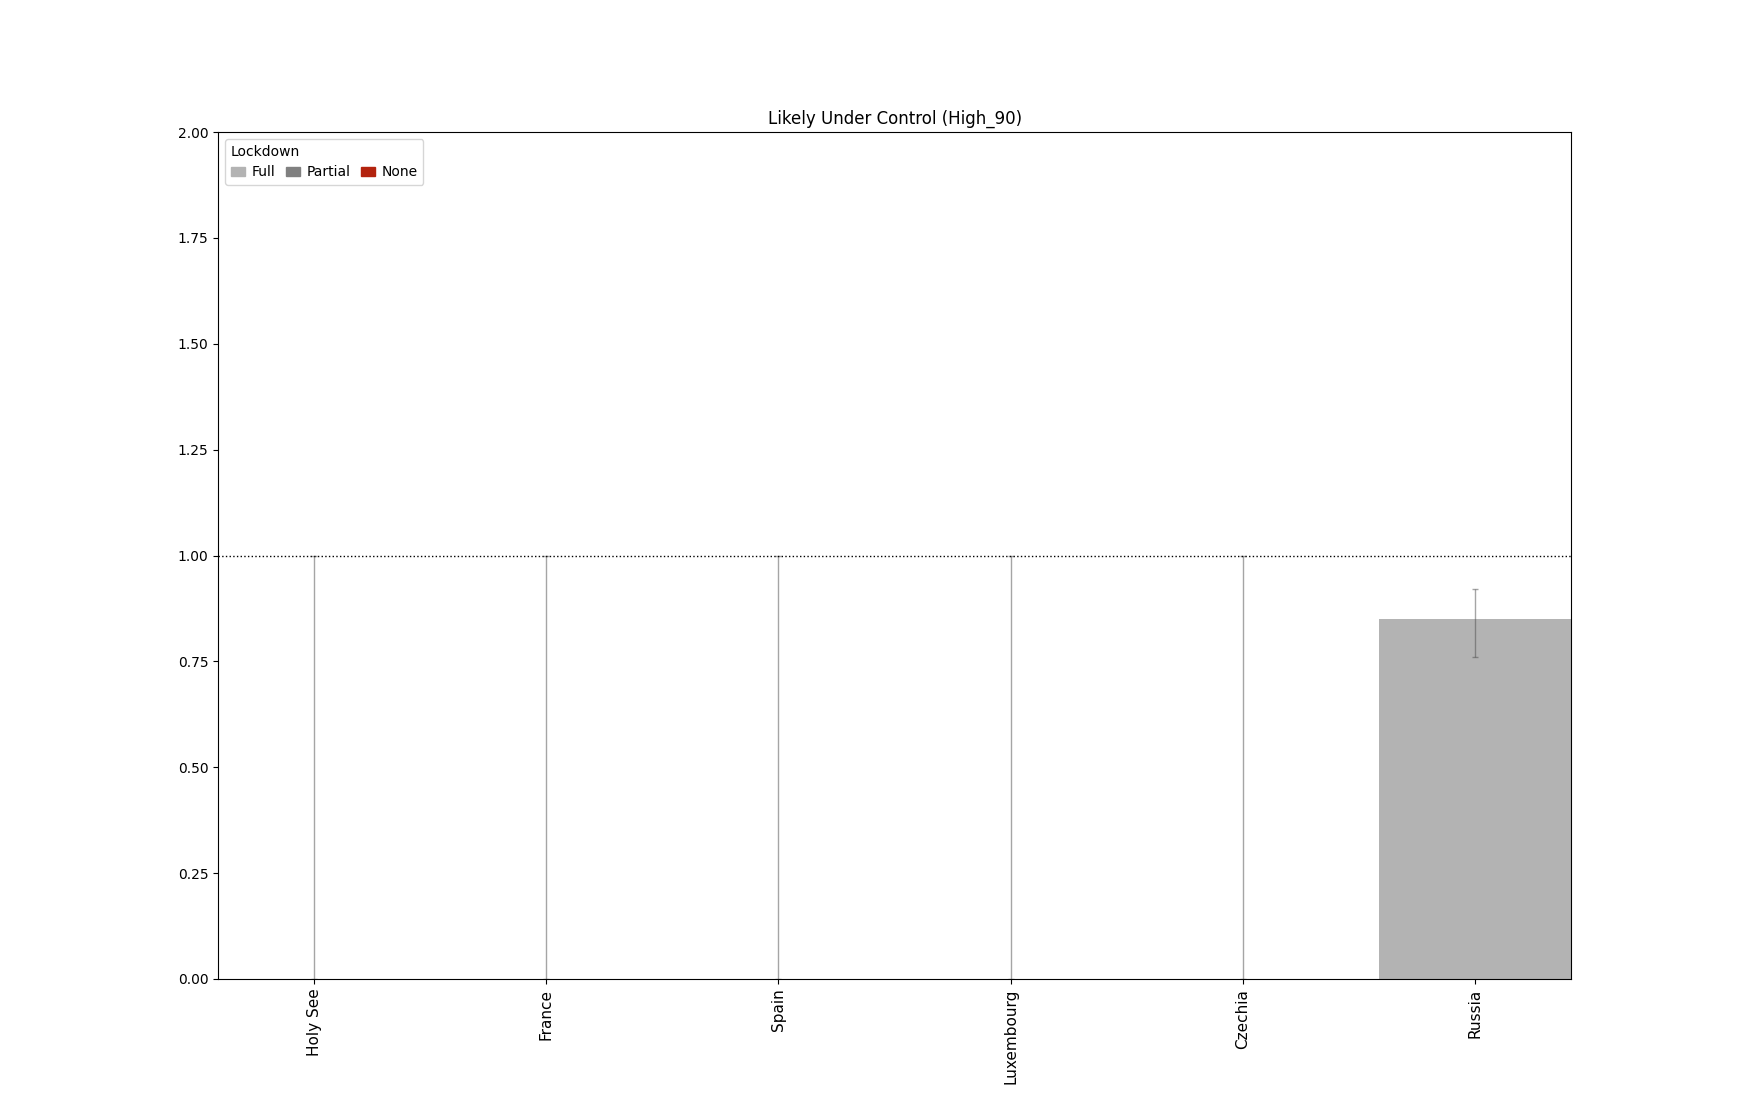 Likely Under Control (High_90)
2.00
Lockdown
Full Partial None
1.75
1.50
1.25
1.00
0.75
0.50
0.25
0.00
Holy See
France
Spain
Luxembourg
Czechia
Russia